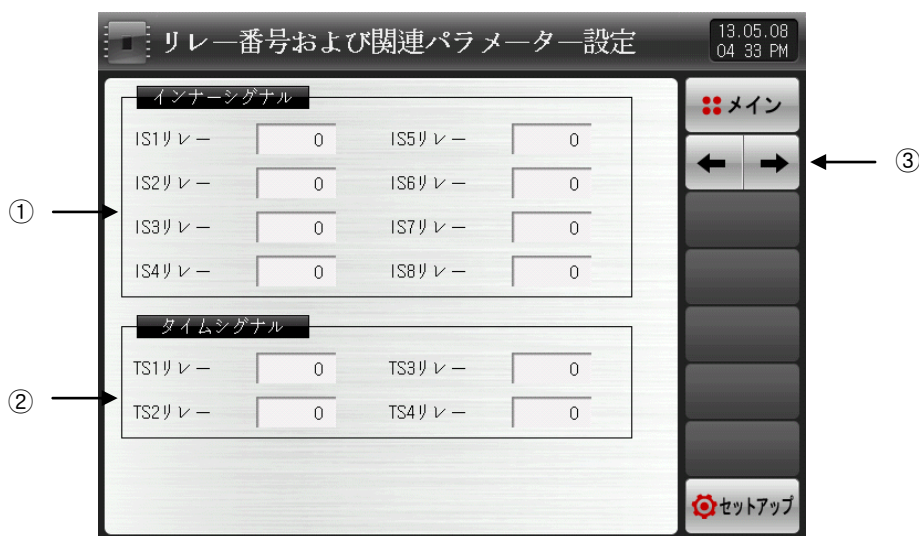 リレー番号および関連パラメーター設定
13.05.08
04 33 PM
インナーシグナル
IS1リレー 0 IS5リレー 0
IS2リレー 0 IS6リレー 0
IS3リレー 0 IS7リレー 0
IS4リレー 0 IS8リレー 0
タイムシグナル
TS1リレー 0 TS3リレー 0
TS2リレー 0 TS4リレー 0
メイン
セットアップ
①
②
③